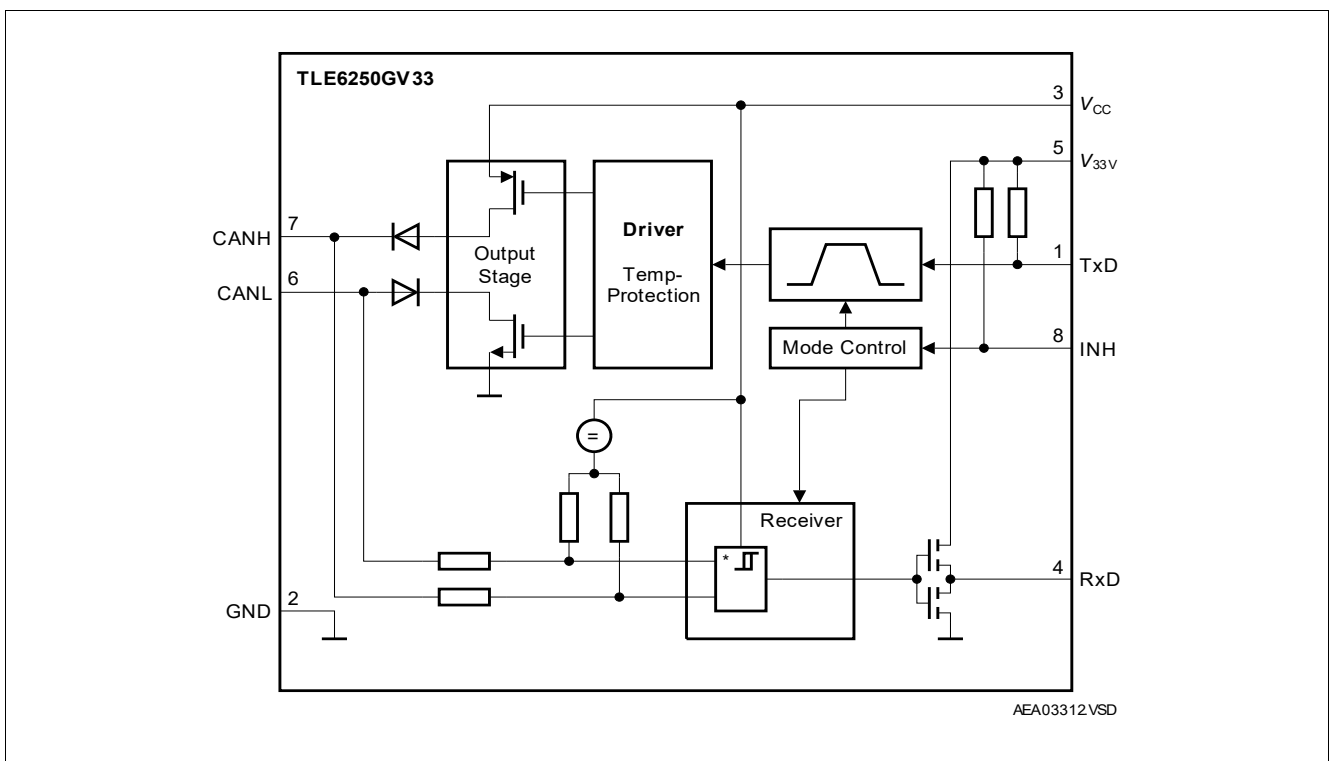 TLE6250GV33
3 VCC
5 V33V
7
CANH
6
CANL
Output
Stage
Driver
Temp-
Protection
1 TxD
8 INH
Mode Control
=
Receiver
*
4 RxD
2
GND
AEA03312.VSD